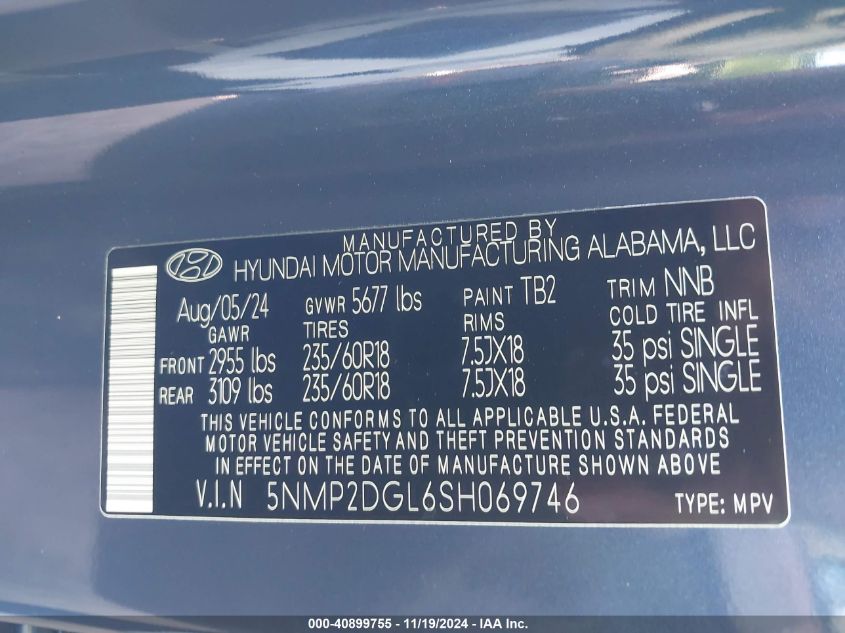 MANUFACTURED BY
HYUNDAI MOTOR MANUFACTURING ALABAMA, LLC
Aug/05/24 GVWR 5677 lbs PAINT TB2 TRIM NNB
GAWR TIRES RIMS COLD TIRE INFL
FRONT 2955 lbs 235/60R18 7.5JX18 35 psi SINGLE
REAR 3109 lbs 235/60R18 7.5JX18 35 psi SINGLE
THIS VEHICLE CONFORMS TO ALL APPLICABLE U.S.A. FEDERAL
MOTOR VEHICLE SAFETY AND THEFT PREVENTION STANDARDS
IN EFFECT ON THE DATE OF MANUFACTURE SHOWN ABOVE
V.I.N 5NMP2DGL6SH069746 TYPE: MPV
000-40899755 - 11/19/2024 - IAA Inc.